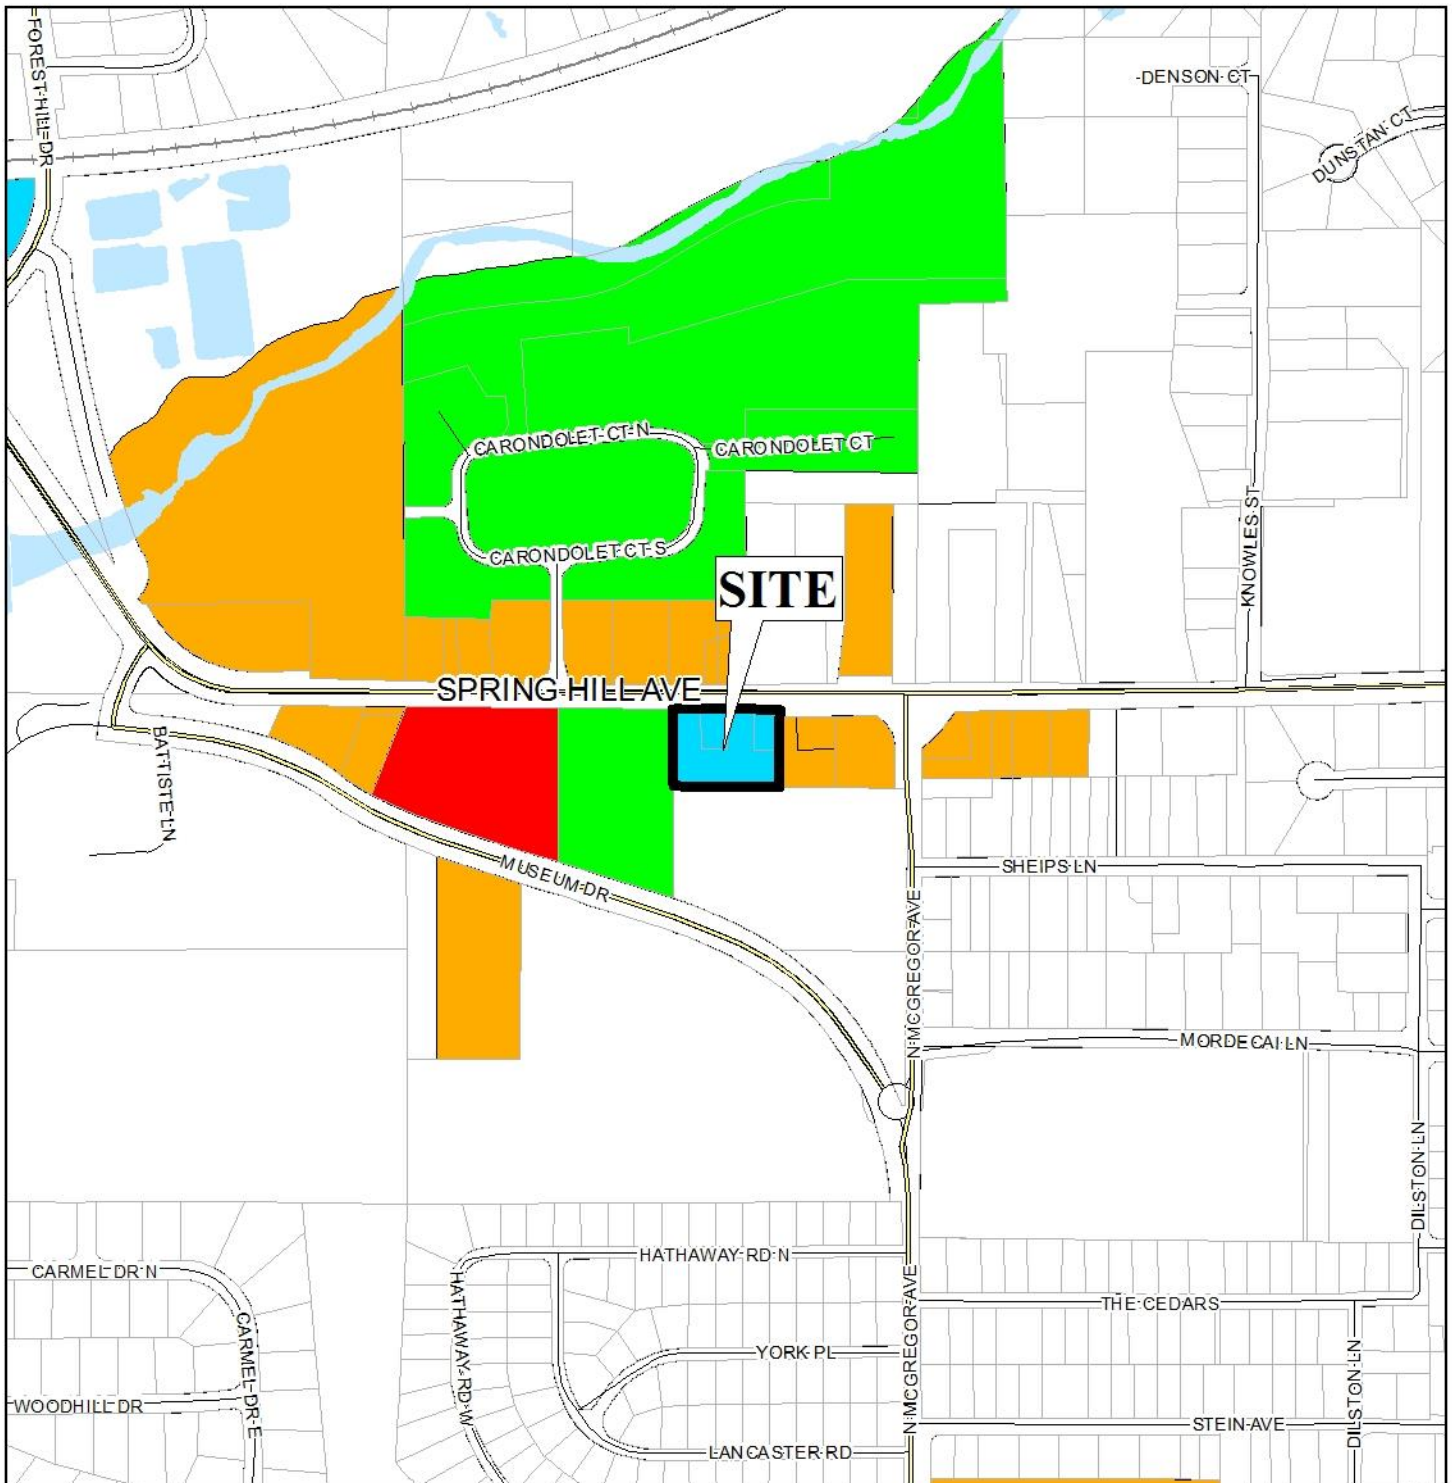 FOREST HILL DR
DENSON CT
DUNSTAN CT
CARONDOLET CT N
CARONDOLET CT
KNOWLES ST
CARONDOLET CT S
SITE
SPRING HILL AVE
BATTISTE LN
MUSEUM DR
SHEIPS LN
N MCGREGOR AVE
MORDECAI LN
DILSTON LN
HATHAWAY RD N
CARMEL DR N
HATHAWAY RD W
N MCGREGOR AVE
THE CEDARS
CARMEL DR E
YORK PL
DILSTON LN
WOODHILL DR
STEIN AVE
LANCASTER RD